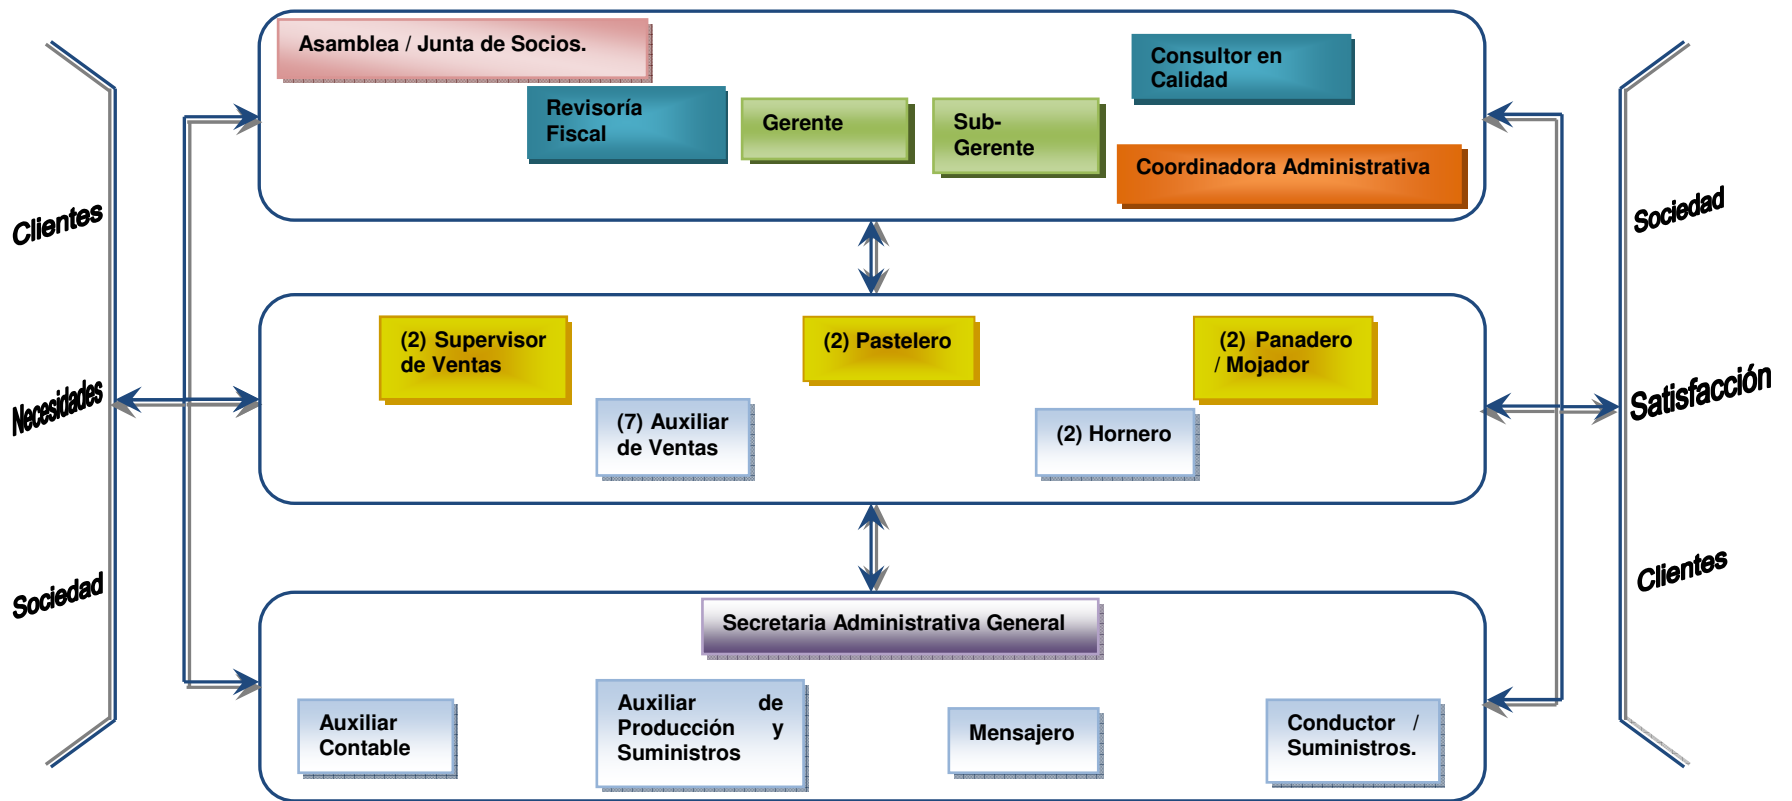 Asamblea / Junta de Socios.
Consultor en
Calidad
Revisoría
Fiscal
Gerente
Sub-
Gerente
Coordinadora Administrativa
Clientes
Necesidades
Sociedad
(2) Supervisor
de Ventas
(2) Pastelero
(2) Panadero
/ Mojador
(7) Auxiliar
de Ventas
(2) Hornero
Secretaria Administrativa General
Auxiliar
Contable
Auxiliar de
Producción y
Suministros
Mensajero
Conductor /
Suministros.
Sociedad
Satisfacción
Clientes